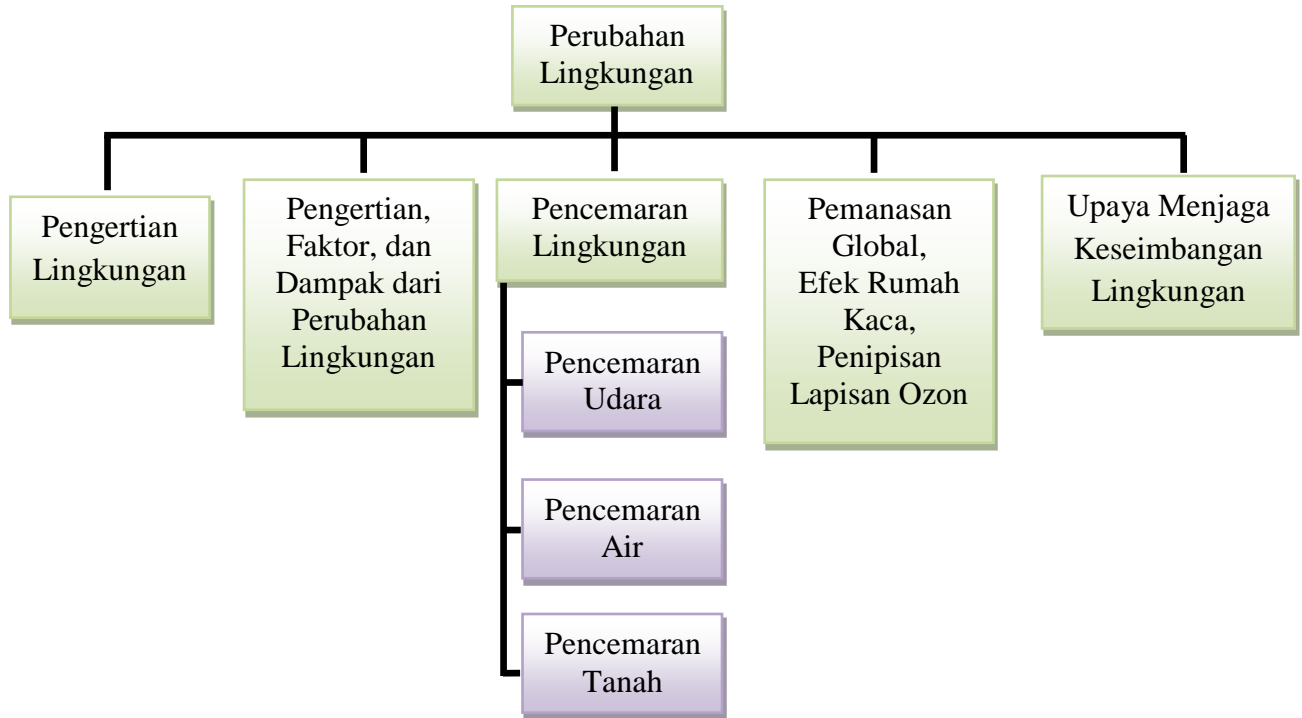 Perubahan
Lingkungan
Pengertian
Lingkungan
Pengertian,
Faktor, dan
Dampak dari
Perubahan
Lingkungan
Pencemaran
Lingkungan
Pencemaran
Udara
Pencemaran
Air
Pencemaran
Tanah
Pemanasan
Global,
Efek Rumah
Kaca,
Penipisan
Lapisan Ozon
Upaya Menjaga
Keseimbangan
Lingkungan